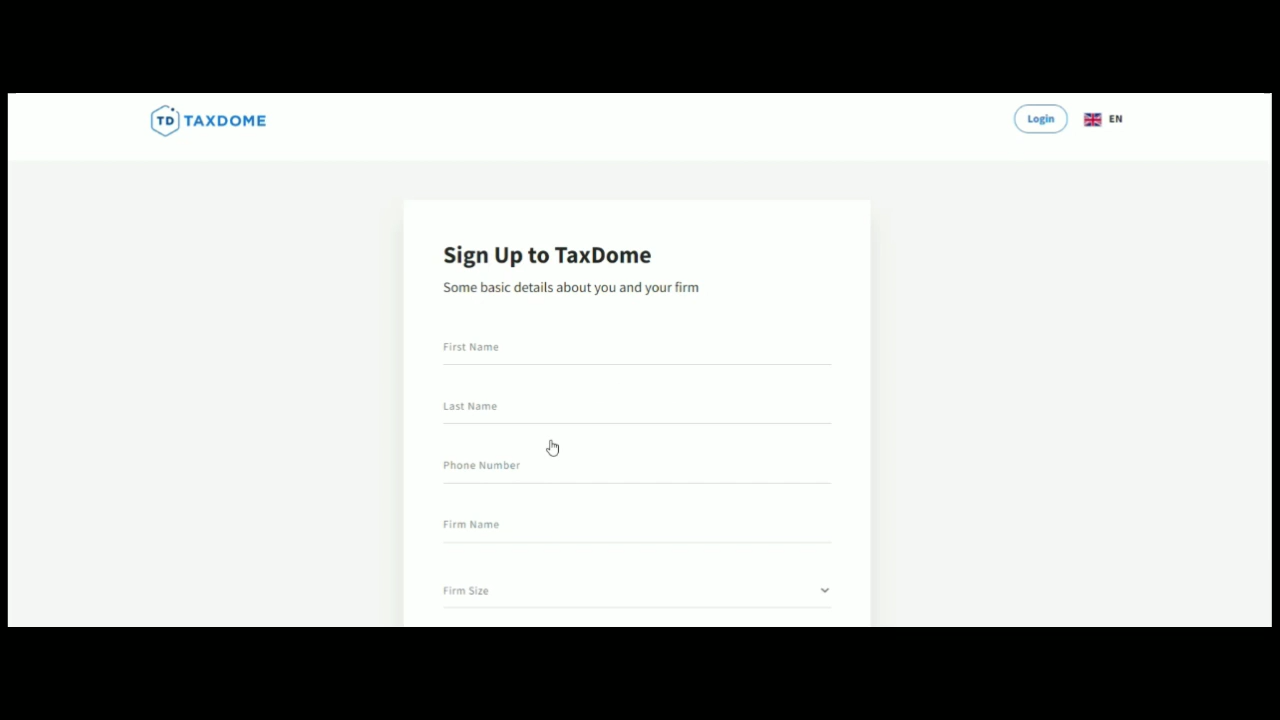 TD TAXDOME
Login
EN
Sign Up to TaxDome
Some basic details about you and your firm
First Name
Last Name
Phone Number
Firm Name
Firm Size